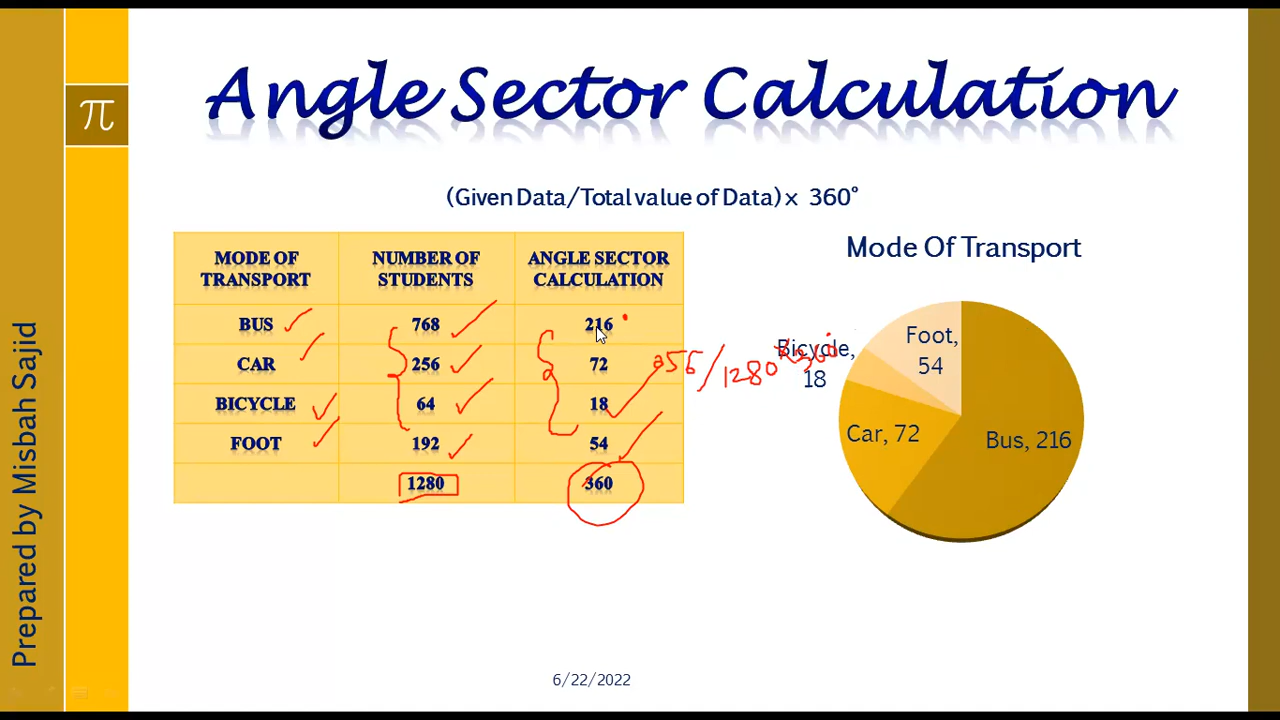 π
Angle Sector Calculation
(Given Data/Total value of Data) x 360°
MODE OF TRANSPORT NUMBER OF STUDENTS ANGLE SECTOR CALCULATION
BUS 768 216
CAR 256 72
BICYCLE 64 18
FOOT 192 54
1280 360
256/1280 x 360°
Mode Of Transport
Foot, 54
Bicycle, 18
Car, 72
Bus, 216
Prepared by Misbah Sajid
6/22/2022